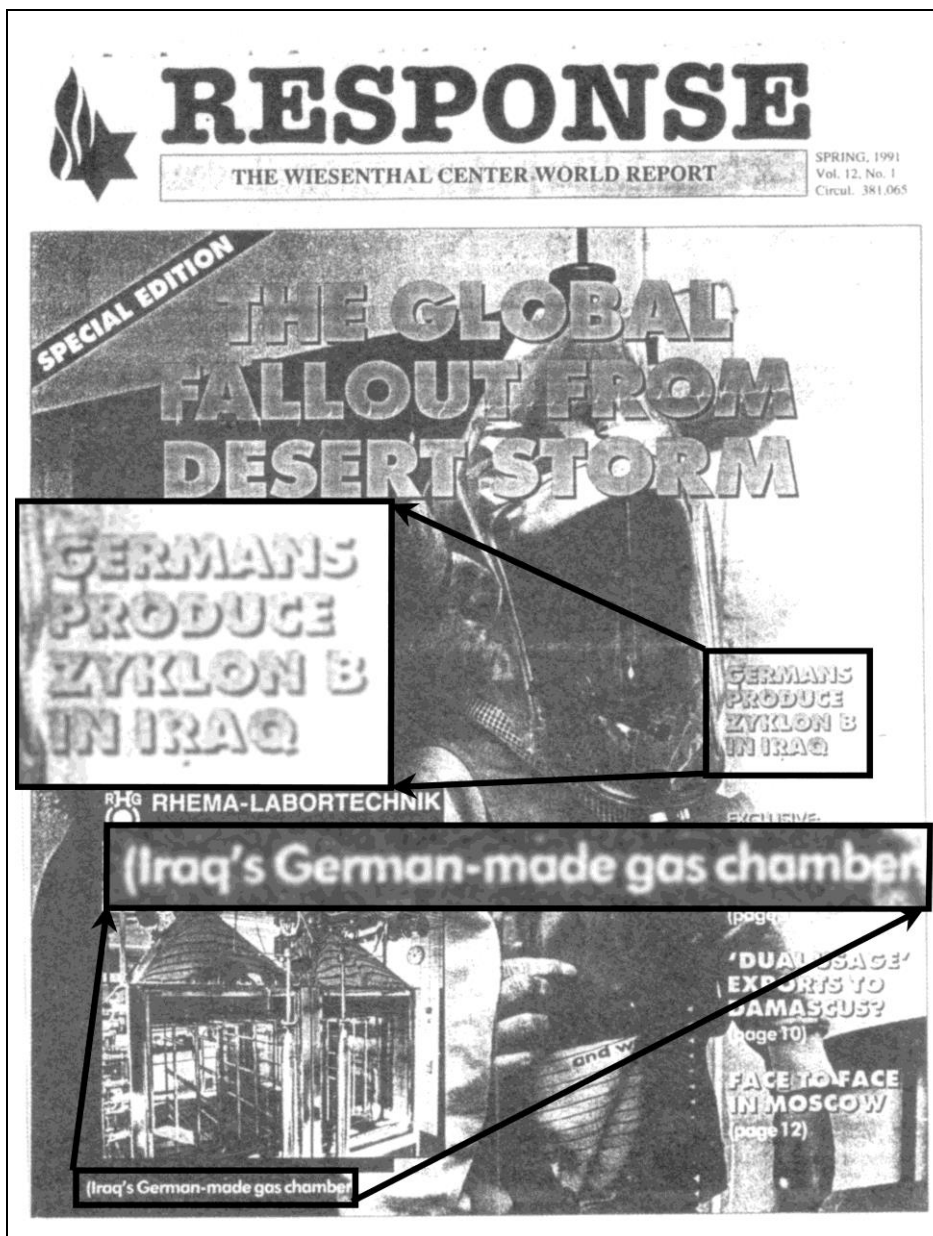 RESPONSE
THE WIESENTHAL CENTER WORLD REPORT
SPRING, 1991
Vol. 12, No. 1
Circul. 381,065
SPECIAL EDITION
THE GLOBAL
FALLOUT FROM
DESERT STORM
GERMANS
PRODUCE
ZYKLON B
IN IRAQ
GERMANS
PRODUCE
ZYKLON B
IN IRAQ
RHG
RHEMA-LABORTECHNIK
EXCLUSIVE:
(Iraq's German-made gas chamber
'DUAL USAGE'
EXPORTS TO
DAMASCUS?
(page 10)
and
FACE TO FACE
IN MOSCOW
(page 12)
(Iraq's German-made gas chamber